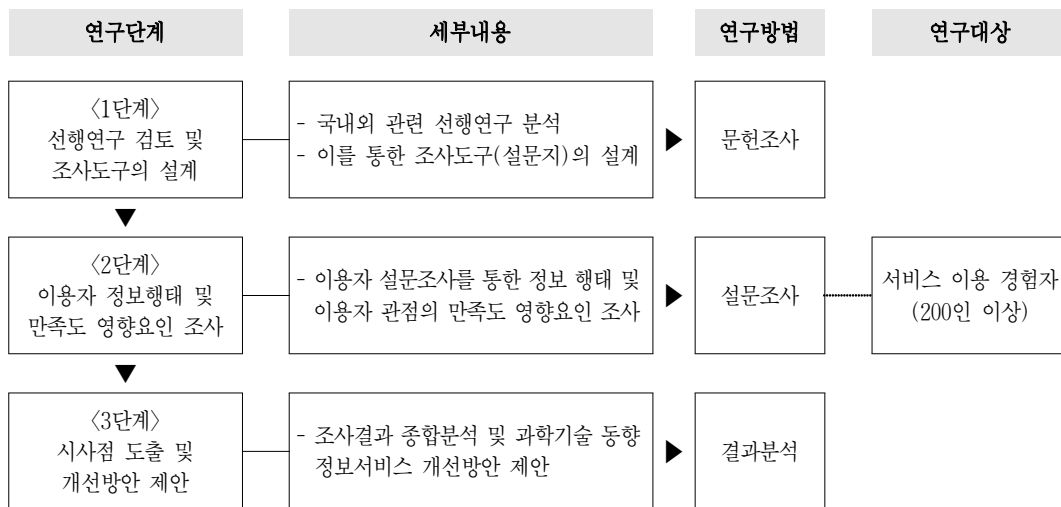 연구단계
세부내용
연구방법
연구대상
〈1단계〉
선행연구 검토 및
조사도구의 설계
- 국내외 관련 선행연구 분석
- 이를 통한 조사도구(설문지)의 설계
문헌조사
〈2단계〉
이용자 정보행태 및
만족도 영향요인 조사
- 이용자 설문조사를 통한 정보 행태 및
이용자 관점의 만족도 영향요인 조사
설문조사
서비스 이용 경험자
(200인 이상)
〈3단계〉
시사점 도출 및
개선방안 제안
- 조사결과 종합분석 및 과학기술 동향
정보서비스 개선방안 제안
결과분석